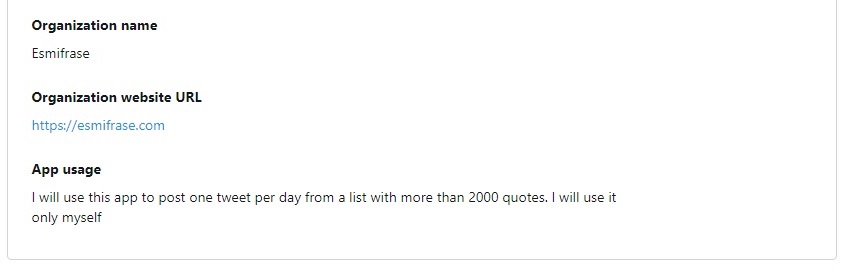 Organization name
Esmifrase
Organization website URL
https://esmifrase.com
App usage
I will use this app to post one tweet per day from a list with more than 2000 quotes. I will use it
only myself